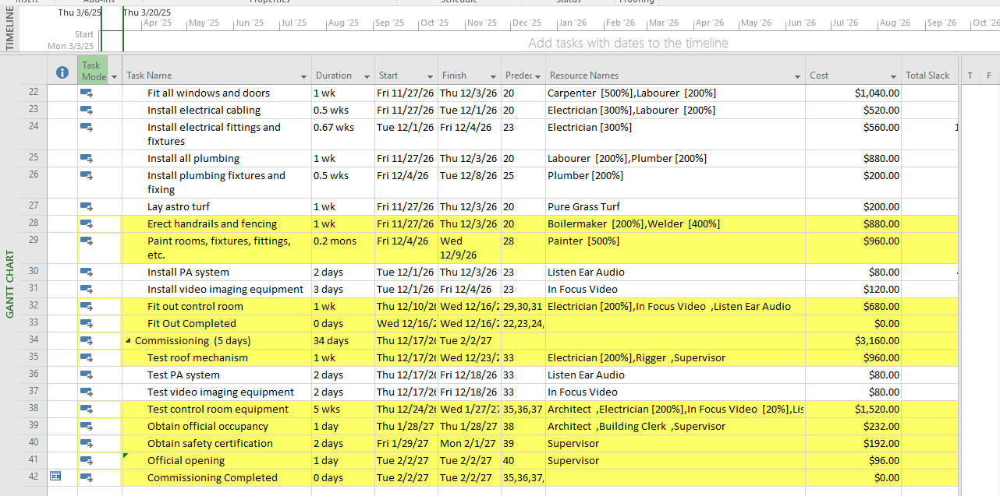 Insert Add-ins Properties Schedule Status Proofing
Thu 3/6/25 Thu 3/20/25
TIMELINE
Apr '25 May '25 Jun '25 Jul '25 Aug '25 Sep '25 Oct '25 Nov '25 Dec '25 Jan '26 Feb '26 Mar '26 Apr '26 May '26 Jun '26 Jul '26 Aug '26 Sep '26 Oct '26
Start
Mon 3/3/25
Add tasks with dates to the timeline
GANTT CHART
Task Mode Task Name Duration Start Finish Predec Resource Names Cost Total Slack T F
22 Fit all windows and doors 1 wk Fri 11/27/26 Thu 12/3/26 20 Carpenter [500%],Labourer [200%] $1,040.00
23 Install electrical cabling 0.5 wks Fri 11/27/26 Tue 12/1/26 20 Electrician [300%],Labourer [200%] $520.00
24 Install electrical fittings and 0.67 wks Tue 12/1/26 Fri 12/4/26 23 Electrician [300%] $560.00 1
fixtures
25 Install all plumbing 1 wk Fri 11/27/26 Thu 12/3/26 20 Labourer [200%],Plumber [200%] $880.00
26 Install plumbing fixtures and 0.5 wks Fri 12/4/26 Tue 12/8/26 25 Plumber [200%] $200.00
fixing
27 Lay astro turf 1 wk Fri 11/27/26 Thu 12/3/26 20 Pure Grass Turf $200.00
28 Erect handrails and fencing 1 wk Fri 11/27/26 Thu 12/3/26 20 Boilermaker [200%],Welder [400%] $880.00
29 Paint rooms, fixtures, fittings, 0.2 mons Fri 12/4/26 Wed 28 Painter [500%] $960.00
etc. 12/9/26
30 Install PA system 2 days Tue 12/1/26 Thu 12/3/26 23 Listen Ear Audio $80.00
31 Install video imaging equipment 3 days Tue 12/1/26 Fri 12/4/26 23 In Focus Video $120.00
32 Fit out control room 1 wk Thu 12/10/2 Wed 12/16/2 29,30,31 Electrician [200%],In Focus Video ,Listen Ear Audio $680.00
33 Fit Out Completed 0 days Wed 12/16/2 Wed 12/16/2 22,23,24, $0.00
34 Commissioning (5 days) 34 days Thu 12/17/2 Tue 2/2/27 $3,160.00
35 Test roof mechanism 1 wk Thu 12/17/2 Wed 12/23/2 33 Electrician [200%],Rigger ,Supervisor $960.00
36 Test PA system 2 days Thu 12/17/2 Fri 12/18/26 33 Listen Ear Audio $80.00
37 Test video imaging equipment 2 days Thu 12/17/2 Fri 12/18/26 33 In Focus Video $80.00
38 Test control room equipment 5 wks Thu 12/24/2 Wed 1/27/27 35,36,37 Architect ,Electrician [200%],In Focus Video [20%],Lis $1,520.00
39 Obtain official occupancy 1 day Thu 1/28/27 Thu 1/28/27 38 Architect ,Building Clerk ,Supervisor $232.00
40 Obtain safety certification 2 days Fri 1/29/27 Mon 2/1/27 39 Supervisor $192.00
41 Official opening 1 day Tue 2/2/27 Tue 2/2/27 40 Supervisor $96.00
42 Commissioning Completed 0 days Tue 2/2/27 Tue 2/2/27 35,36,37, $0.00